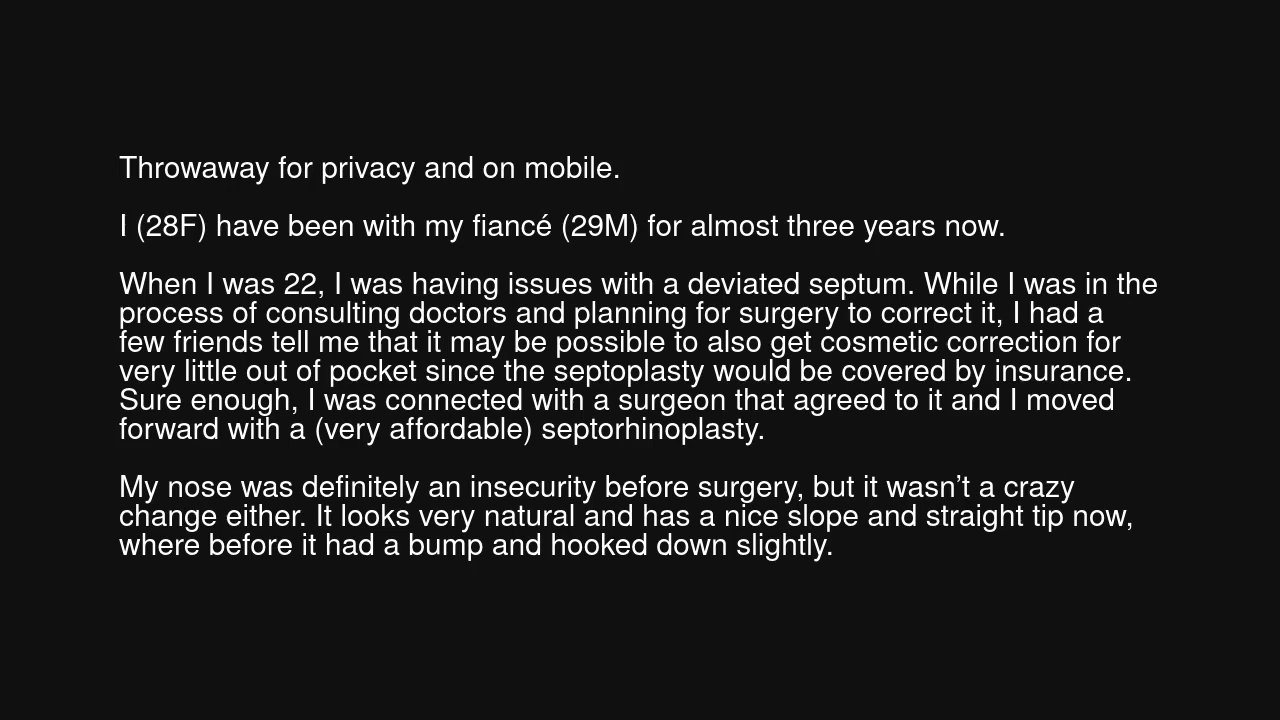 Throwaway for privacy and on mobile.
I (28F) have been with my fiancé (29M) for almost three years now.
When I was 22, I was having issues with a deviated septum. While I was in the
process of consulting doctors and planning for surgery to correct it, I had a
few friends tell me that it may be possible to also get cosmetic correction for
very little out of pocket since the septoplasty would be covered by insurance.
Sure enough, I was connected with a surgeon that agreed to it and I moved
forward with a (very affordable) septorhinoplasty.
My nose was definitely an insecurity before surgery, but it wasn’t a crazy
change either. It looks very natural and has a nice slope and straight tip now,
where before it had a bump and hooked down slightly.